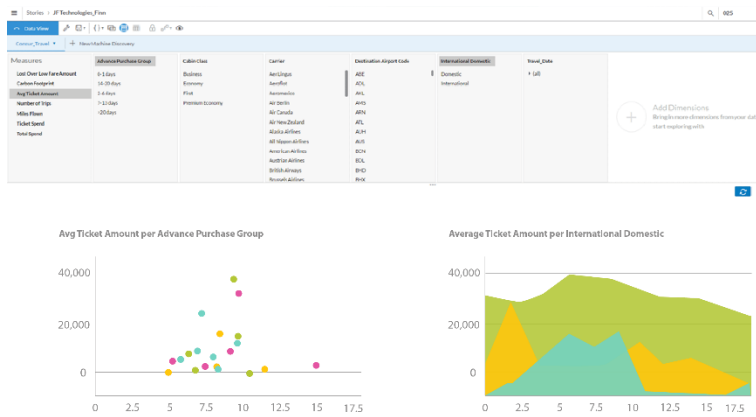 Stories / JF Technologies_Finn
025
Data View
Concur_Travel
+ New Machine Discovery
Measures
Lost Over Low Fare Amount
Carbon Footprint
Avg Ticket Amount
Number of Trips
Miles Flown
Ticket Spend
Total Spend
Advance Purchase Group
0-1 days
14-20 days
2-6 days
7-13 days
>20 days
Cabin Class
Business
Economy
First
Premium Economy
Carrier
Aer Lingus
Aeroflot
Aeromexico
Air Berlin
Air Canada
Air New Zealand
Alaska Airlines
All Nippon Airlines
American Airlines
Austrian Airlines
British Airways
Brussels Airlines
Destination Airport Code
ABE
ADL
AKL
AMS
ARN
ATL
AUH
AUS
BCN
BDL
BHD
BHX
International Domestic
Domestic
International
Travel_Date
(all)
Add Dimensions
Bring in more dimensions from your dat
start exploring with
Avg Ticket Amount per Advance Purchase Group
40,000
20,000
0
0 2.5 5 7.5 10 15 17.5
Average Ticket Amount per International Domestic
40,000
20,000
0
0 2.5 5 7.5 10 12.5 15 17.5